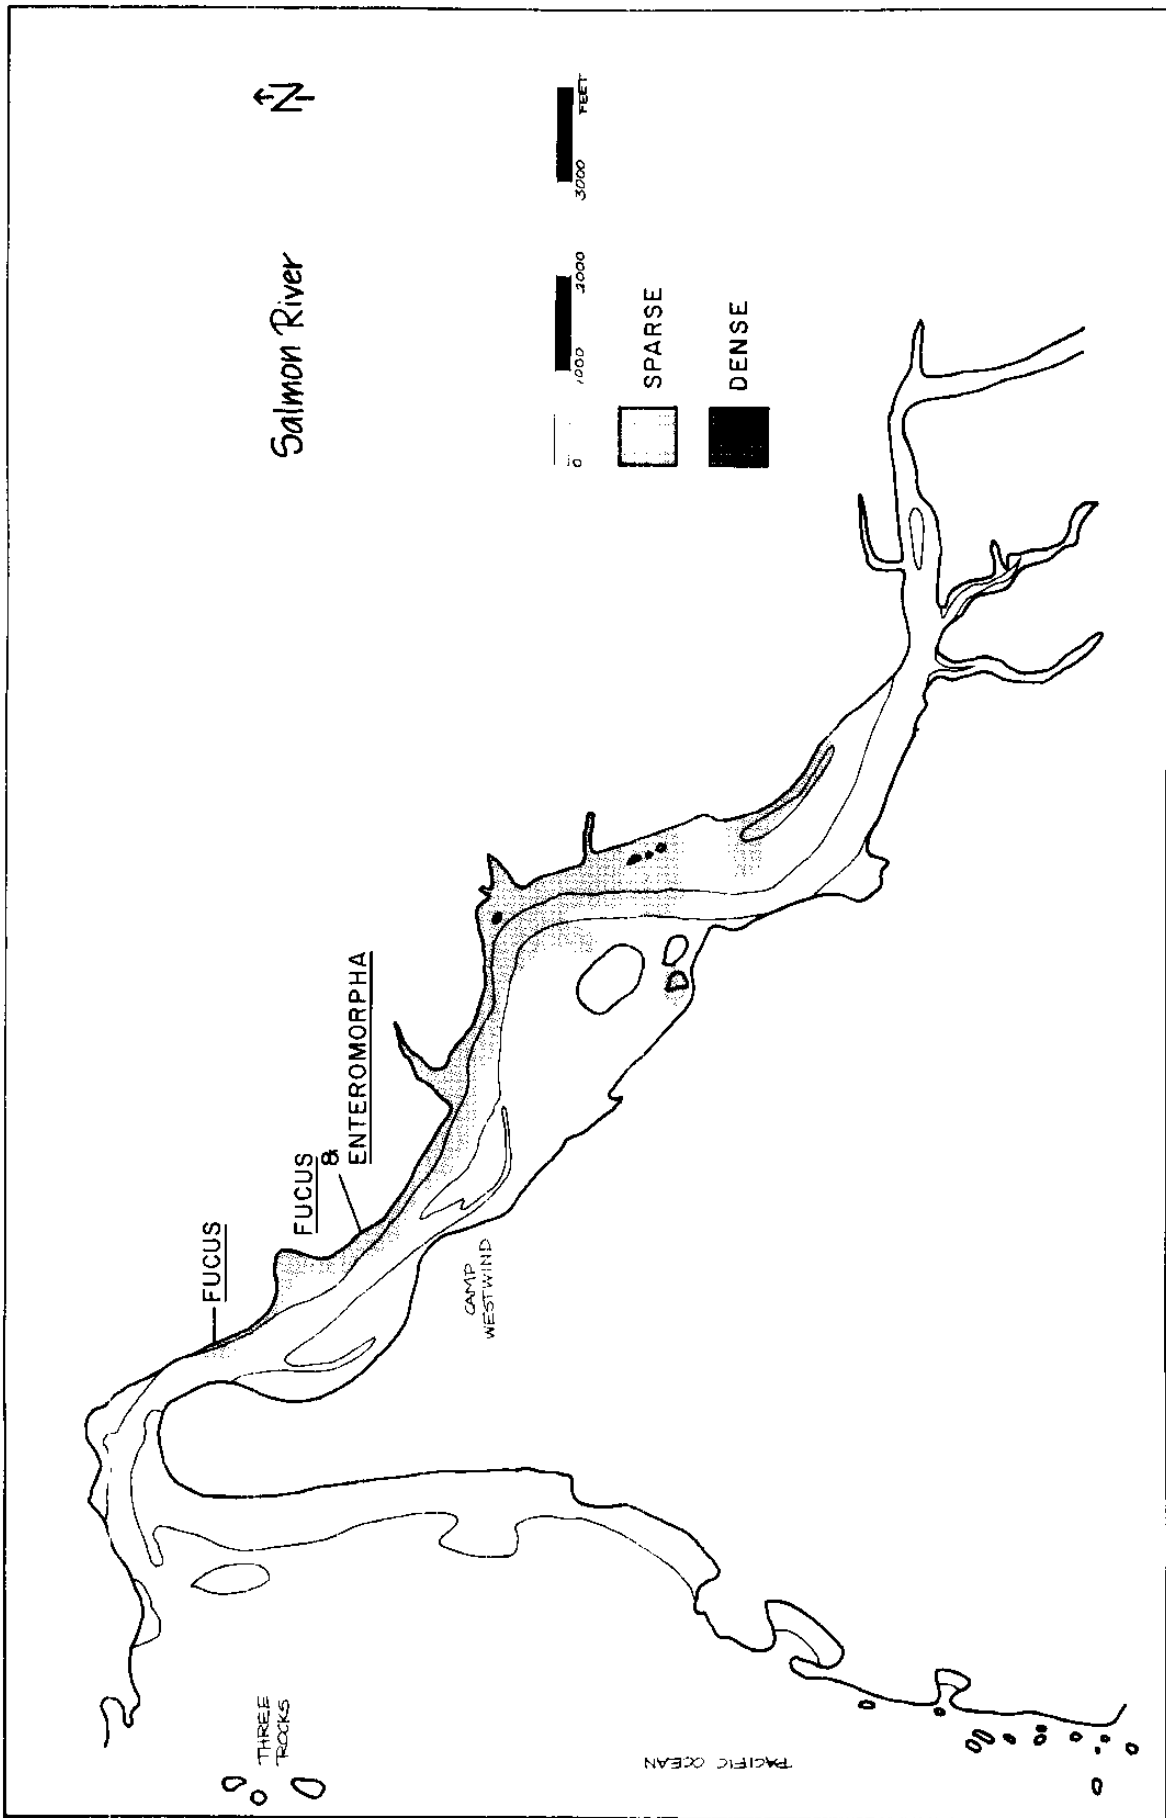 Salmon River
N
0 1000 2000 3000 FEET
SPARSE
DENSE
FUCUS
FUCUS
&
ENTEROMORPHA
CAMP
WESTWIND
THREE
ROCKS
PACIFIC OCEAN